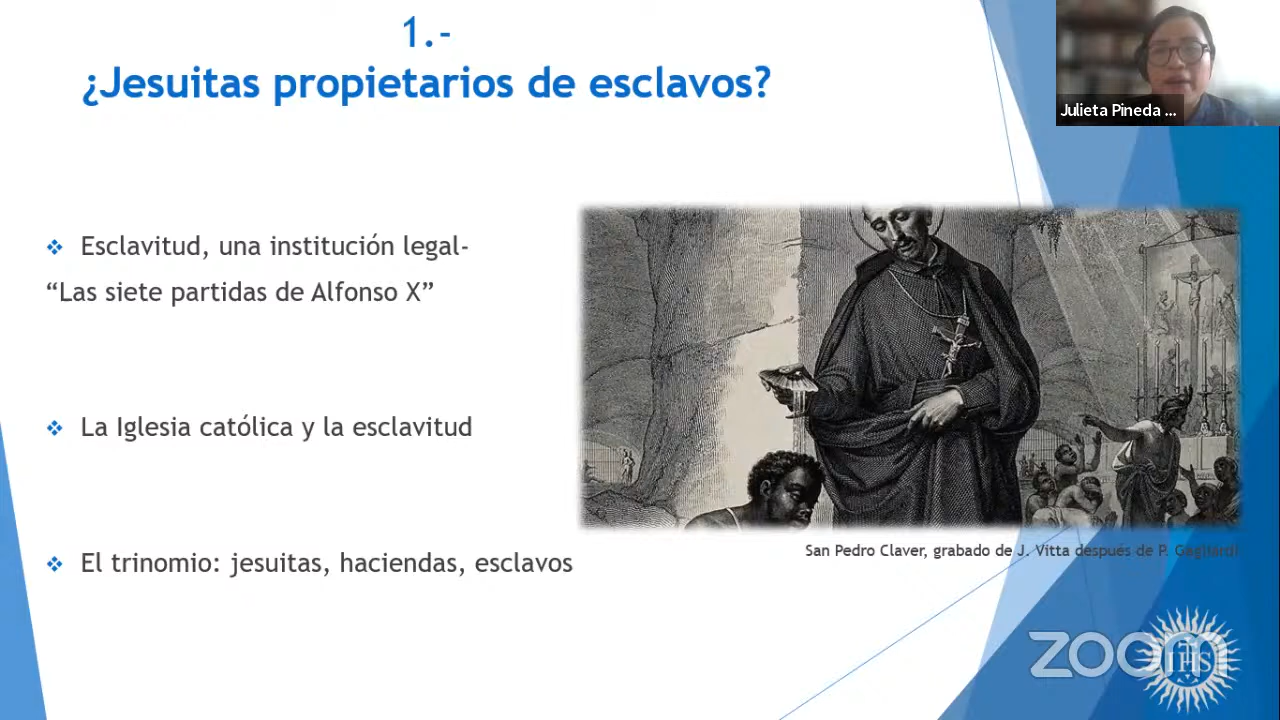 1.-
¿Jesuitas propietarios de esclavos?
Julieta Pineda ...
❖ Esclavitud, una institución legal-
“Las siete partidas de Alfonso X”
❖ La Iglesia católica y la esclavitud
❖ El trinomio: jesuitas, haciendas, esclavos
San Pedro Claver, grabado de J. Vitta después de P. Gagliardi
zoom
IHS